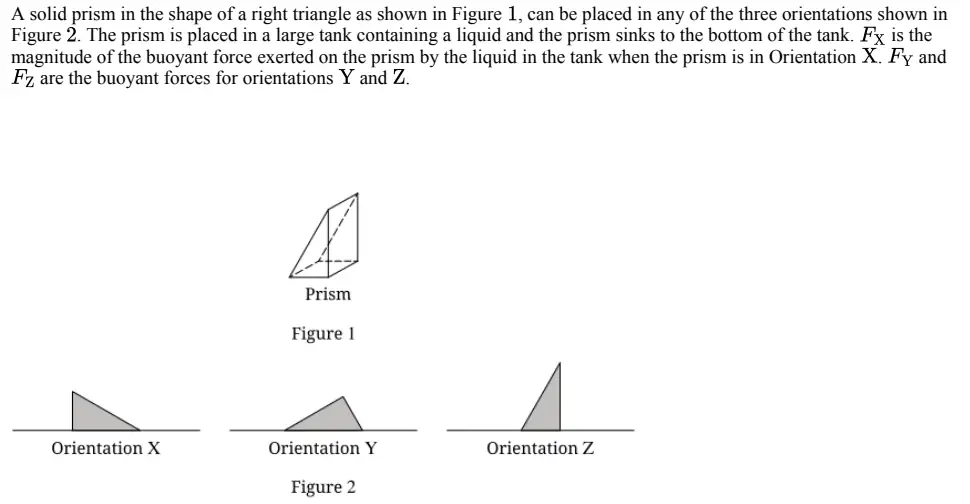 A solid prism in the shape of a right triangle as shown in Figure 1, can be placed in any of the three orientations shown in
Figure 2. The prism is placed in a large tank containing a liquid and the prism sinks to the bottom of the tank. F_X is the
magnitude of the buoyant force exerted on the prism by the liquid in the tank when the prism is in Orientation X. F_Y and
F_Z are the buoyant forces for orientations Y and Z.
Prism
Figure 1
Orientation X Orientation Y Orientation Z
Figure 2